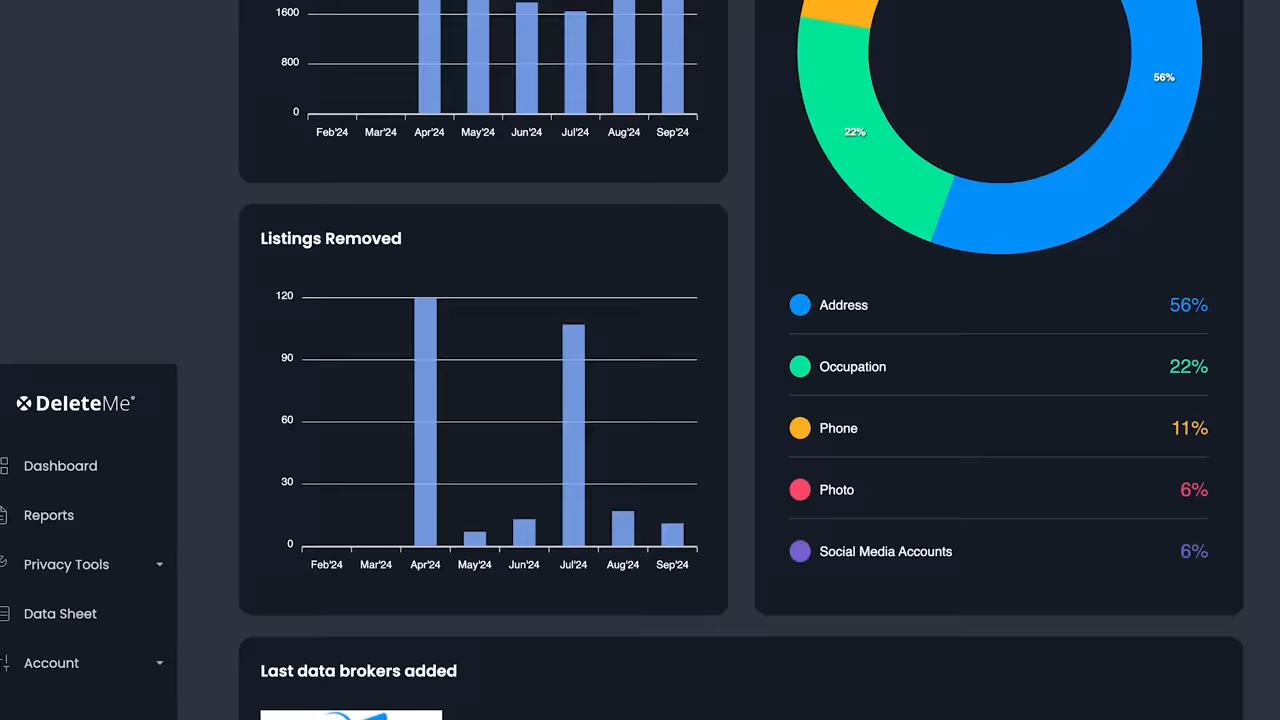 1600
800
0
Feb'24 Mar'24 Apr'24 May'24 Jun'24 Jul'24 Aug'24 Sep'24
56%
22%
Listings Removed
120
90
60
30
0
Feb'24 Mar'24 Apr'24 May'24 Jun'24 Jul'24 Aug'24 Sep'24
Address 56%
Occupation 22%
Phone 11%
Photo 6%
Social Media Accounts 6%
DeleteMe®
Dashboard
Reports
Privacy Tools
Data Sheet
Account
Last data brokers added